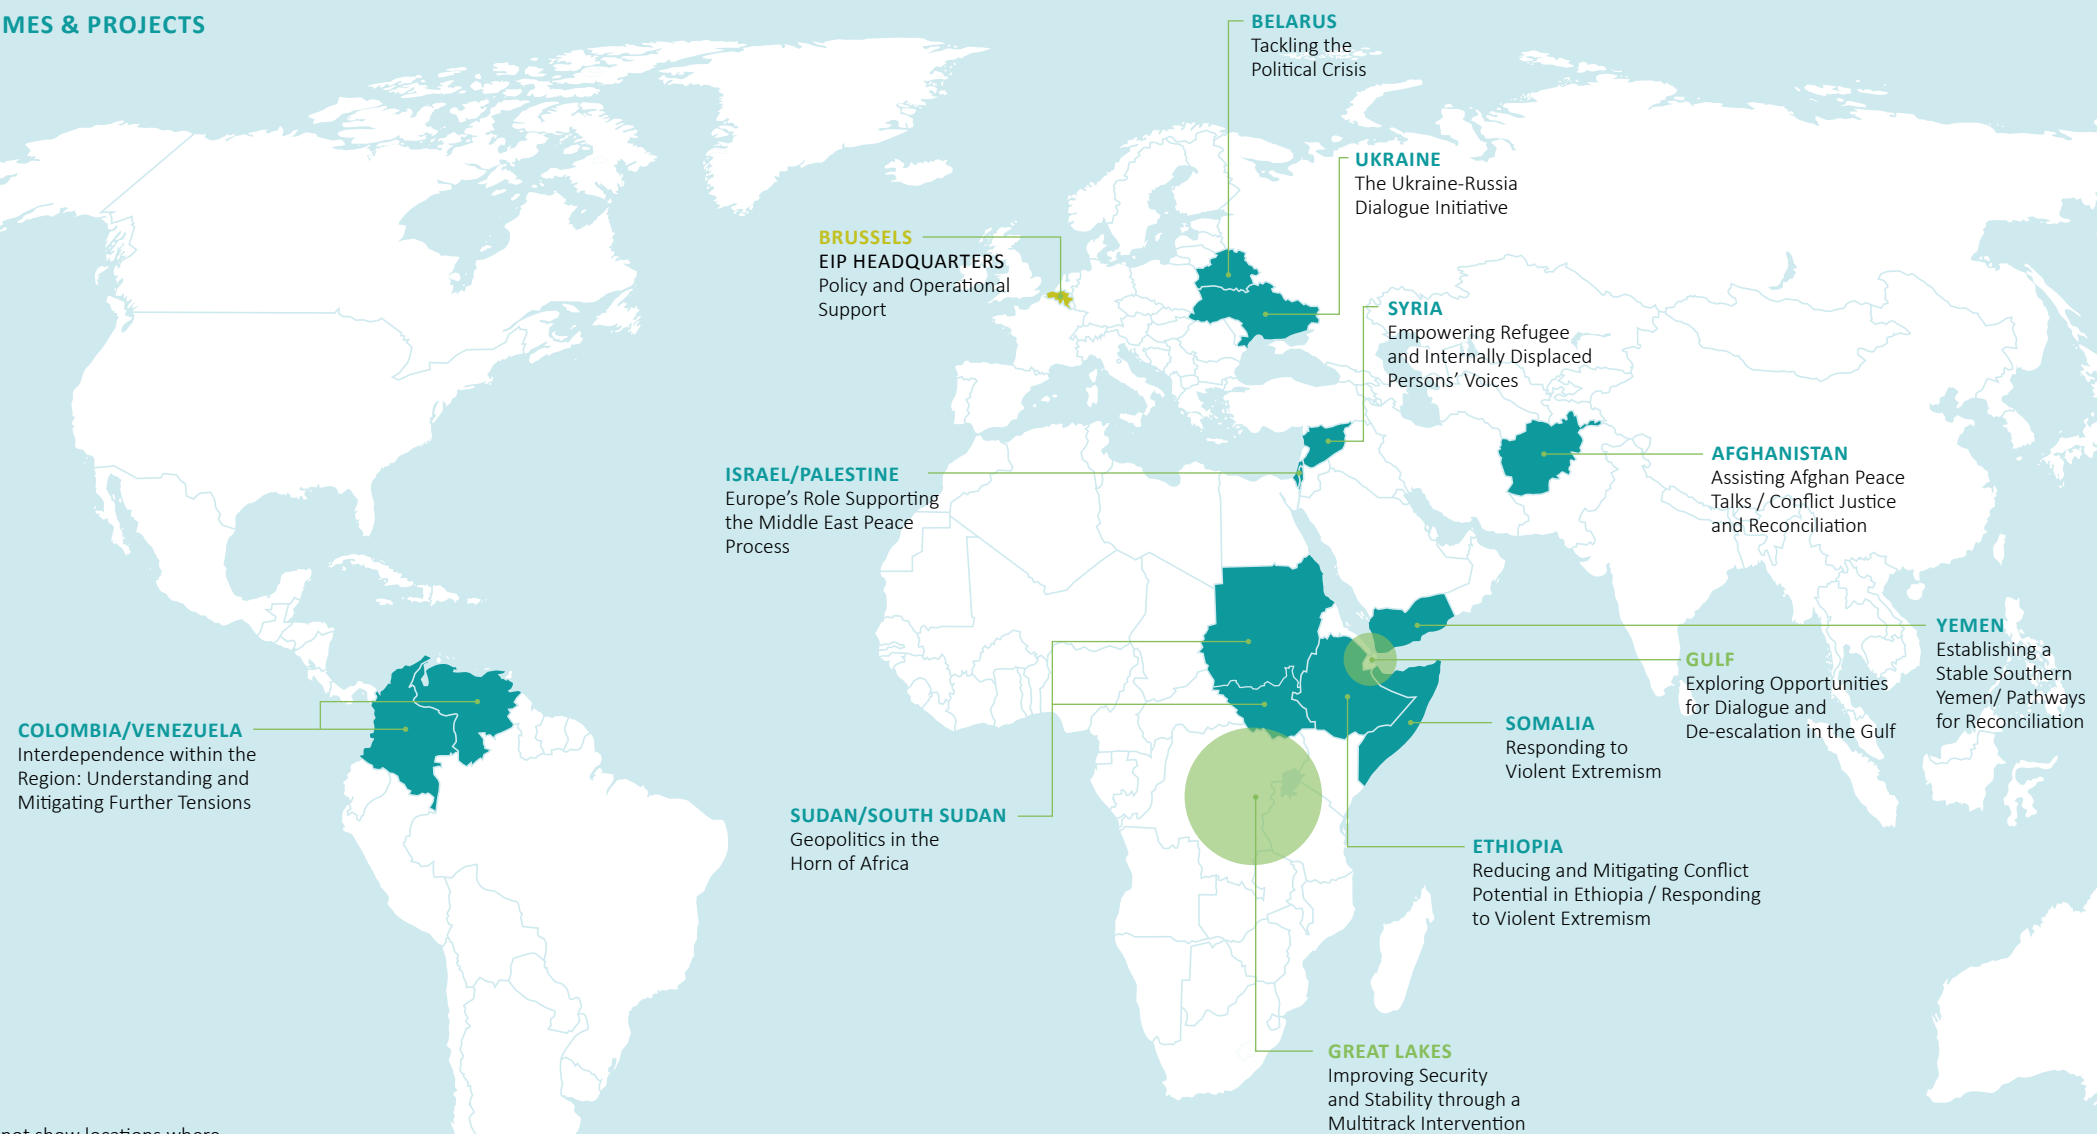 MES & PROJECTS
BELARUS
Tackling the
Political Crisis
UKRAINE
The Ukraine-Russia
Dialogue Initiative
BRUSSELS
EIP HEADQUARTERS
Policy and Operational
Support
SYRIA
Empowering Refugee
and Internally Displaced
Persons’ Voices
ISRAEL/PALESTINE
Europe’s Role Supporting
the Middle East Peace
Process
AFGHANISTAN
Assisting Afghan Peace
Talks / Conflict Justice
and Reconciliation
YEMEN
Establishing a
Stable Southern
Yemen/ Pathways
for Reconciliation
GULF
Exploring Opportunities
for Dialogue and
De-escalation in the Gulf
SOMALIA
Responding to
Violent Extremism
COLOMBIA/VENEZUELA
Interdependence within the
Region: Understanding and
Mitigating Further Tensions
SUDAN/SOUTH SUDAN
Geopolitics in the
Horn of Africa
ETHIOPIA
Reducing and Mitigating Conflict
Potential in Ethiopia / Responding
to Violent Extremism
GREAT LAKES
Improving Security
and Stability through a
Multitrack Intervention
not show locations where